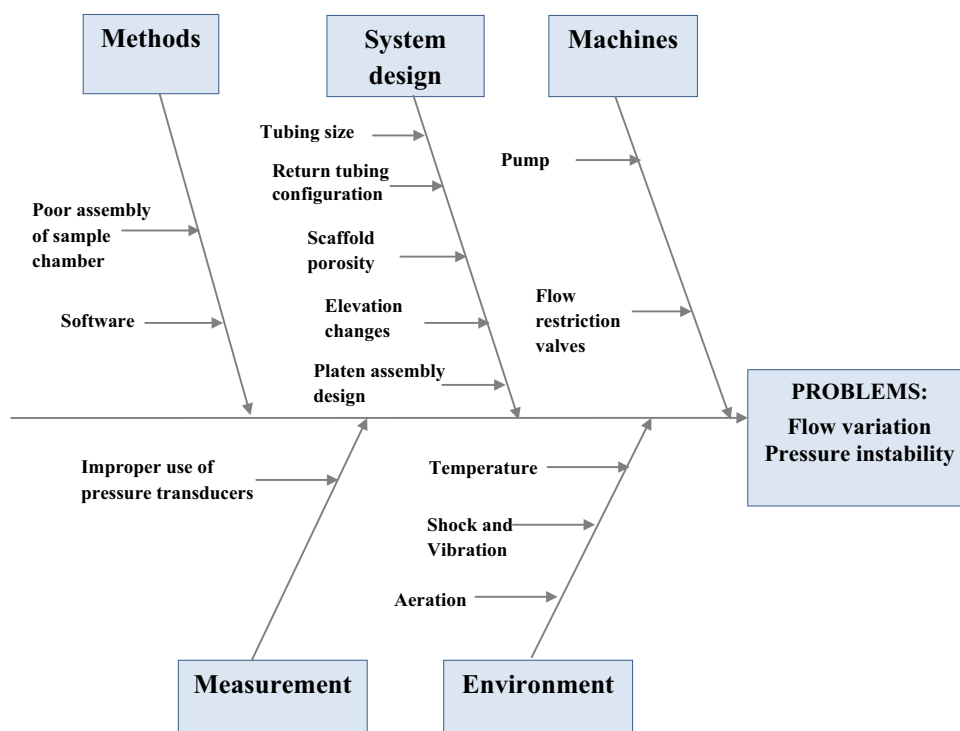 Methods
System
design
Machines
Tubing size
Return tubing
configuration
Scaffold
porosity
Elevation
changes
Platen assembly
design
Pump
Flow
restriction
valves
Poor assembly
of sample
chamber
Software
PROBLEMS:
Flow variation
Pressure instability
Improper use of
pressure transducers
Temperature
Shock and
Vibration
Aeration
Measurement
Environment